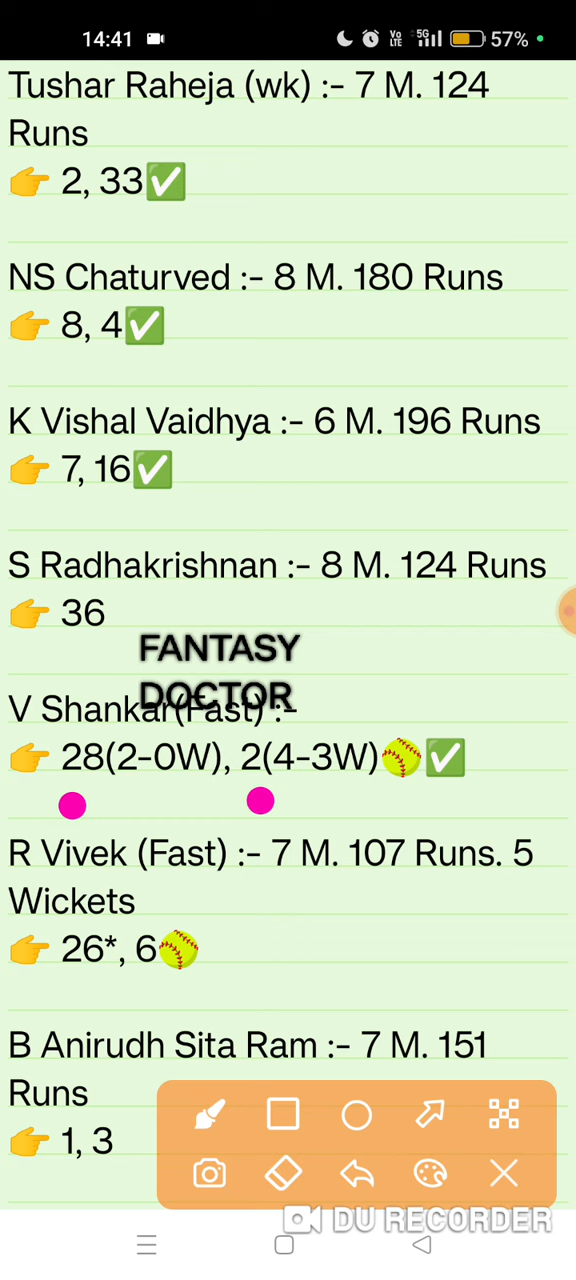 14:41 Vo LTE 5G 57%
Tushar Raheja (wk) :- 7 M. 124
Runs
👉 2, 33✅
NS Chaturved :- 8 M. 180 Runs
👉 8, 4✅
K Vishal Vaidhya :- 6 M. 196 Runs
👉 7, 16✅
S Radhakrishnan :- 8 M. 124 Runs
👉 36
FANTASY
DOCTOR
V Shankar(Fast) :-
👉 28(2-0W), 2(4-3W)🥎✅
R Vivek (Fast) :- 7 M. 107 Runs. 5
Wickets
👉 26*, 6🥎
B Anirudh Sita Ram :- 7 M. 151
Runs
👉 1, 3
DU RECORDER